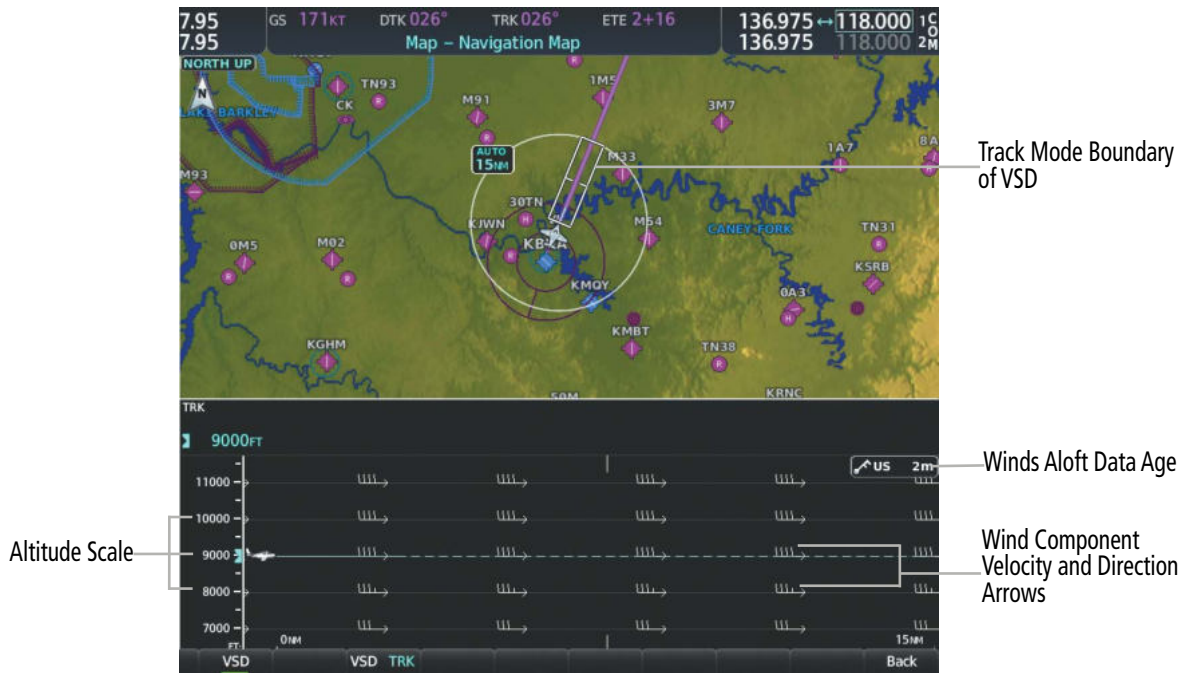 7.95 GS 171KT DTK 026° TRK 026° ETE 2+16 136.975 ↔ 118.000 1 C
7.95 Map – Navigation Map 136.975 118.000 2 O M
NORTH UP
N
LAKE BARKLEY
TN93
CK
M91
1M5
3M7
1A7
8A
AUTO
15NM
M33
M93
30TN
KJWN
M54
CANEY FORK
TN31
0M5
M02
KSRB
KMQY
0A3
KMBT
KGHM
TN38
50M
KRNC
R
H
Track Mode Boundary
of VSD
TRK
9000FT
US 2m
Winds Aloft Data Age
11000
10000
9000
8000
7000
FT
0NM
15NM
Altitude Scale
Wind Component
Velocity and Direction
Arrows
VSD VSD TRK Back